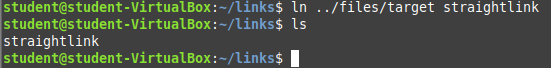 student@student-VirtualBox:~/links$ ln ../files/target straightlink
student@student-VirtualBox:~/links$ ls
straightlink
student@student-VirtualBox:~/links$